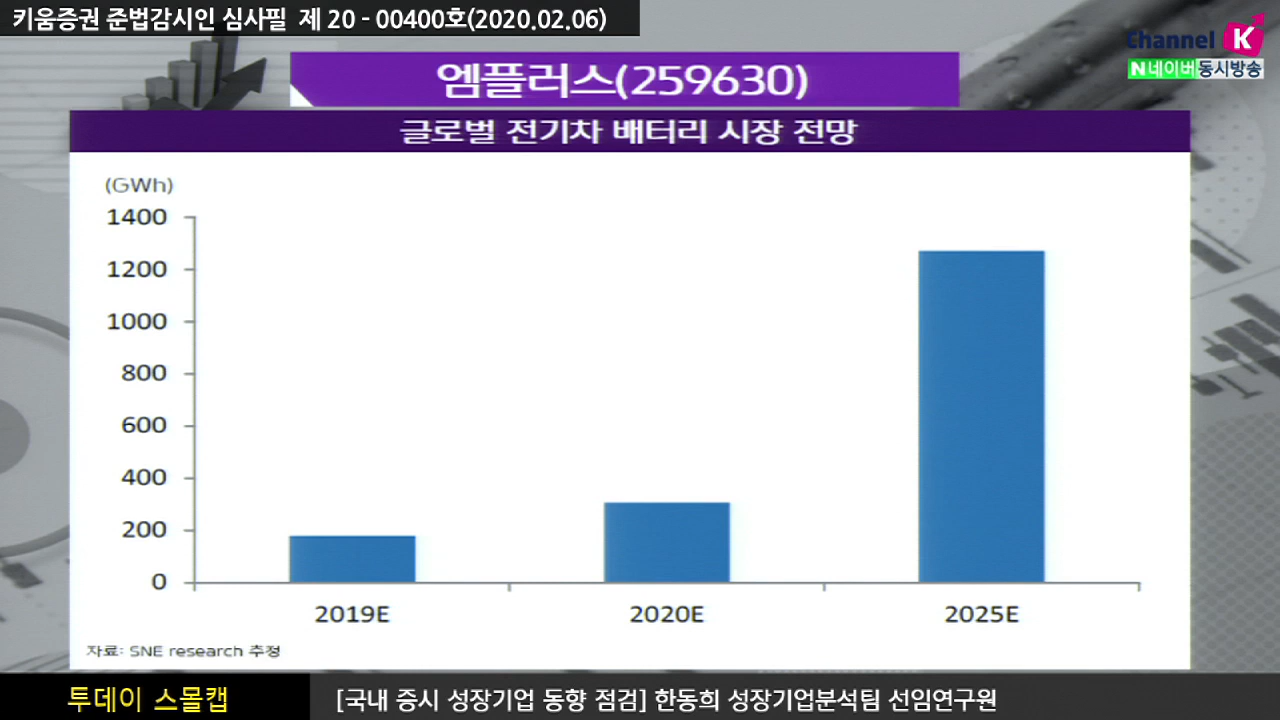 키움증권 준법감시인 심사필 제 20 - 00400호(2020.02.06)
Channel K
N 네이버 동시방송
엠플러스(259630)
글로벌 전기차 배터리 시장 전망
(GWh)
1400
1200
1000
800
600
400
200
0
2019E 2020E 2025E
자료: SNE research 추정
투데이 스몰캡
[국내 증시 성장기업 동향 점검] 한동희 성장기업분석팀 선임연구원